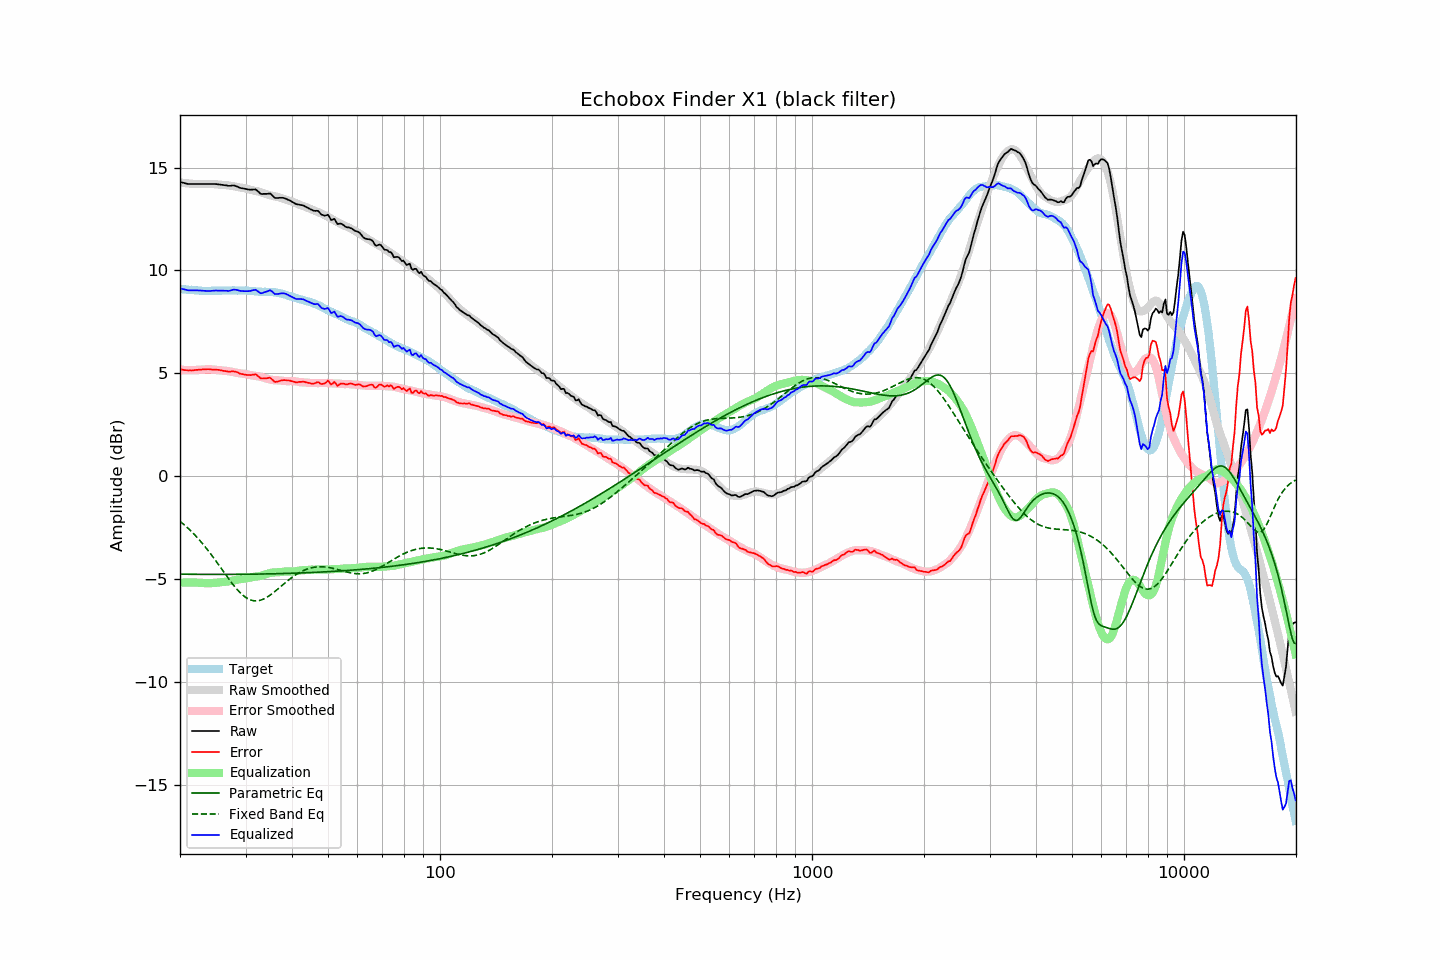 Echobox Finder X1 (black filter)
15
10
5
0
−5
−10
−15
Amplitude (dBr)
Target
Raw Smoothed
Error Smoothed
Raw
Error
Equalization
Parametric Eq
Fixed Band Eq
Equalized
100
1000
10000
Frequency (Hz)